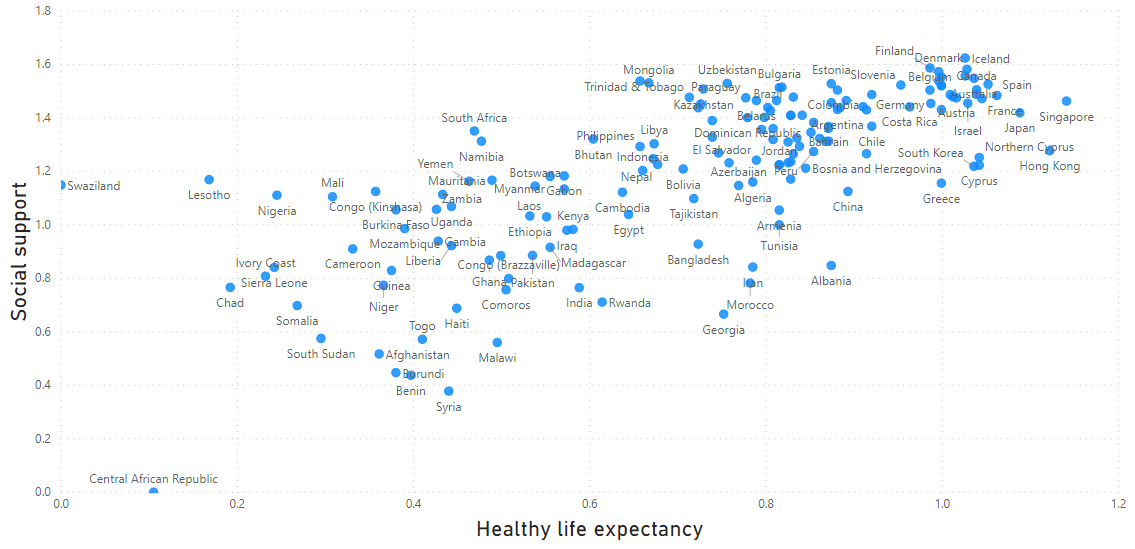 1.8
1.6
1.4
1.2
1.0
0.8
0.6
0.4
0.2
0.0
Social support
Finland
Denmark
Iceland
Mongolia
Uzbekistan
Bulgaria
Estonia
Slovenia
Belgium
Canada
Trinidad & Tobago
Paraguay
Brazil
Spain
Australia
Kazakhstan
Colombia
Germany
Austria
France
Singapore
South Africa
Belarus
Argentina
Costa Rica
Israel
Japan
Philippines
Libya
Dominican Republic
Bahrain
Chile
Namibia
Bhutan
Indonesia
El Salvador
Jordan
South Korea
Northern Cyprus
Yemen
Botswana
Nepal
Azerbaijan
Peru
Bosnia and Herzegovina
Cyprus
Hong Kong
Swaziland
Lesotho
Mali
Mauritania
Myanmar
Gabon
Bolivia
Algeria
Greece
Nigeria
Congo (Kinshasa)
Zambia
Laos
Kenya
Cambodia
Tajikistan
China
Burkina Faso
Uganda
Ethiopia
Egypt
Armenia
Mozambique
Gambia
Iraq
Tunisia
Ivory Coast
Cameroon
Liberia
Congo (Brazzaville)
Madagascar
Bangladesh
Sierra Leone
Guinea
Ghana
Pakistan
Iran
Albania
Chad
Niger
Comoros
India
Rwanda
Morocco
Somalia
Togo
Haiti
Georgia
South Sudan
Afghanistan
Malawi
Burundi
Benin
Syria
Central African Republic
0.0
0.2
0.4
0.6
0.8
1.0
1.2
Healthy life expectancy